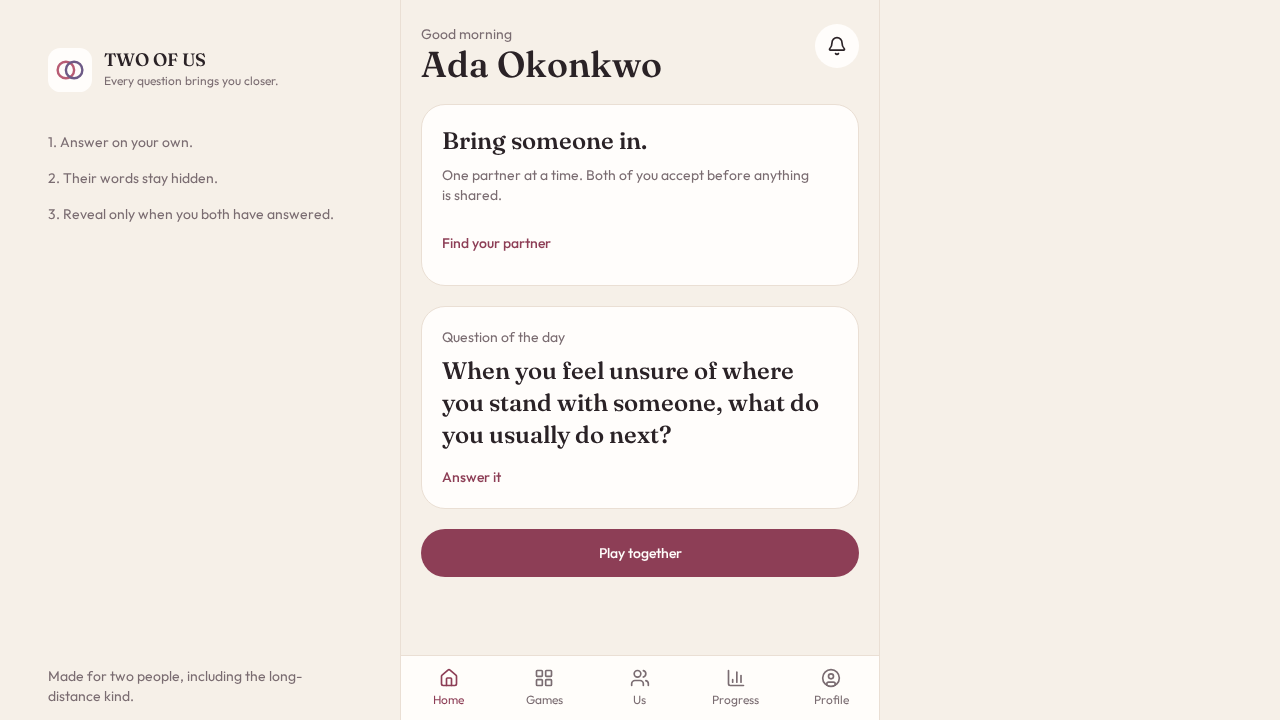 TWO OF US
Every question brings you closer.
1. Answer on your own.
2. Their words stay hidden.
3. Reveal only when you both have answered.
Made for two people, including the long-
distance kind.
Good morning
Ada Okonkwo
Bring someone in.
One partner at a time. Both of you accept before anything
is shared.
Find your partner
Question of the day
When you feel unsure of where
you stand with someone, what do
you usually do next?
Answer it
Play together
Home
Games
Us
Progress
Profile